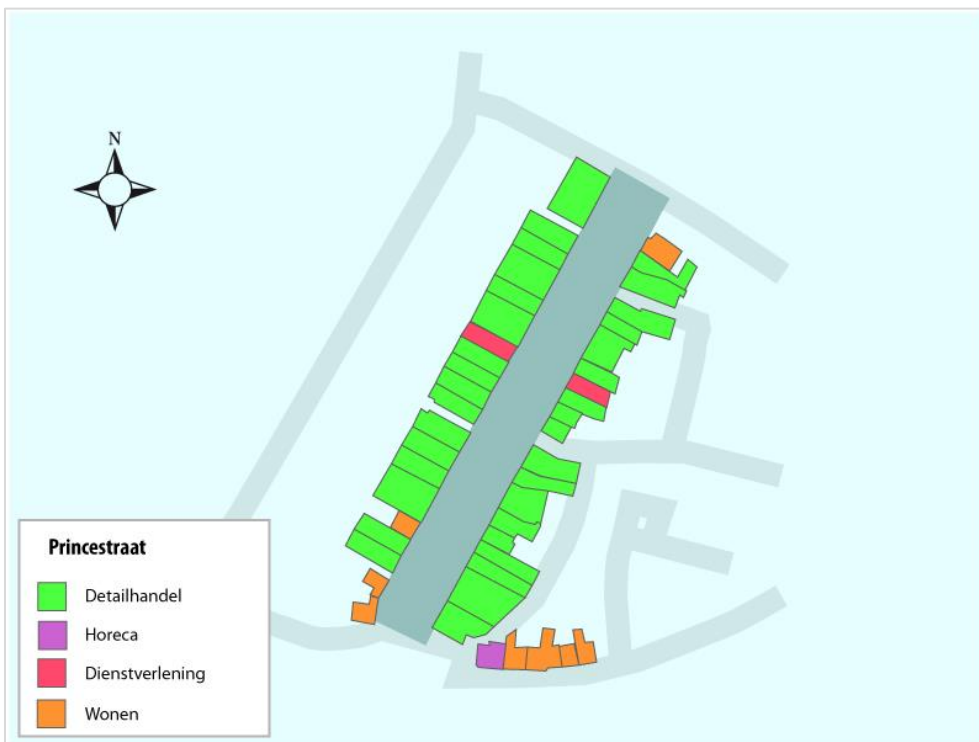 N
Princestraat
Detailhandel
Horeca
Dienstverlening
Wonen